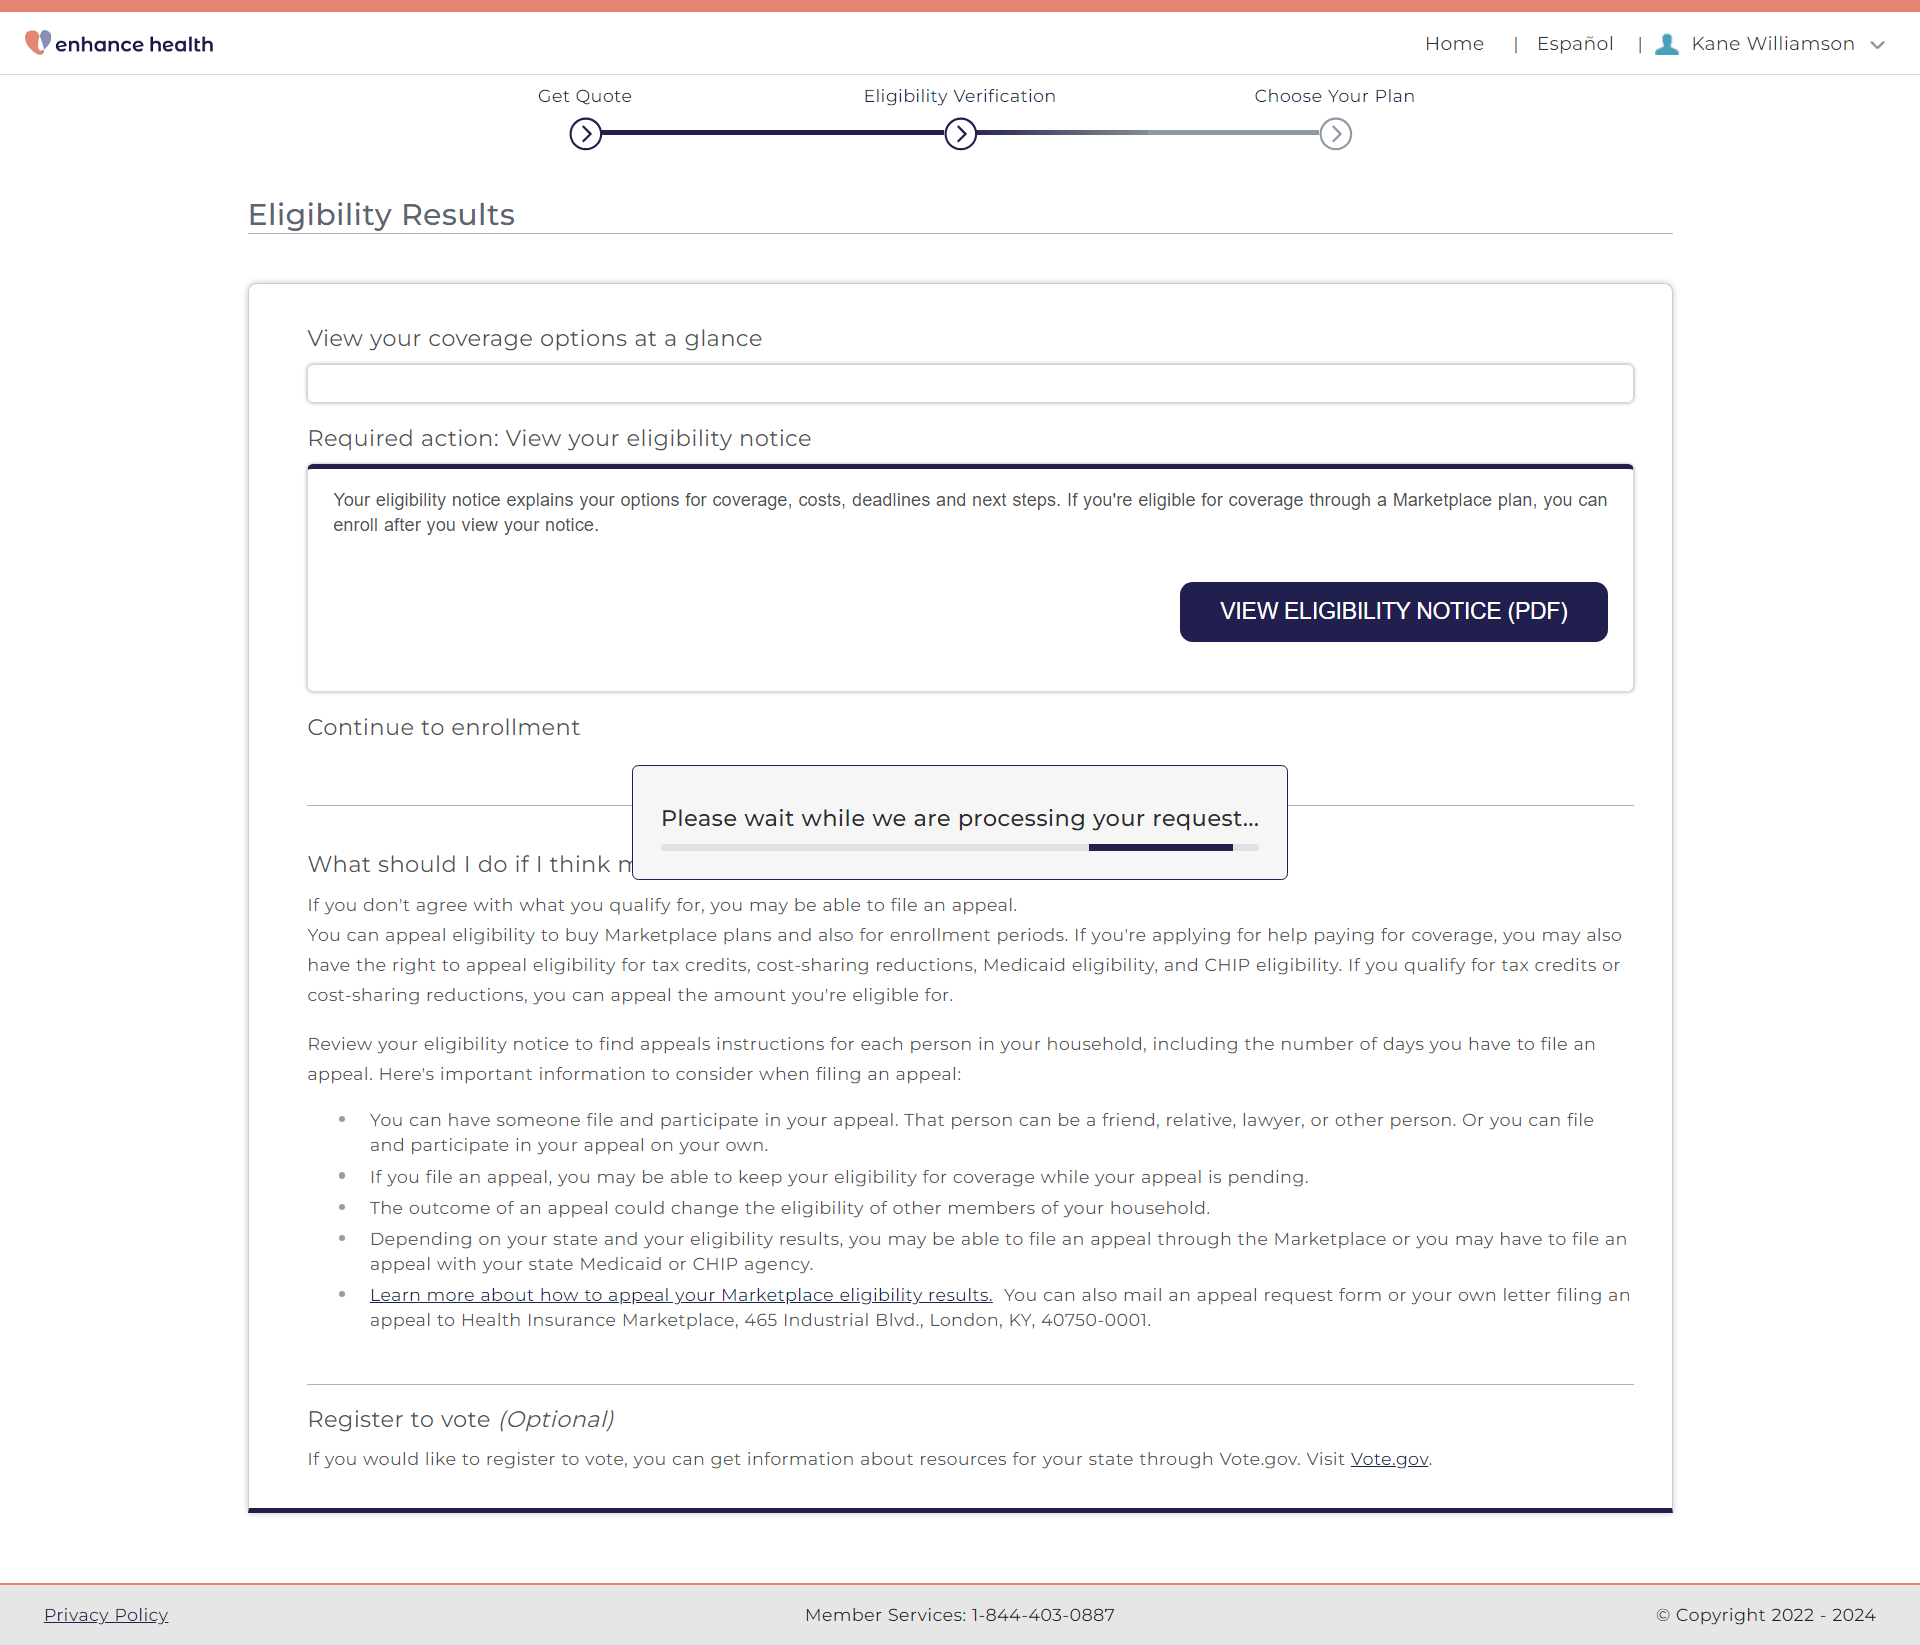 enhance health
Home | Español | Kane Williamson
Get Quote
Eligibility Verification
Choose Your Plan
Eligibility Results
View your coverage options at a glance
Required action: View your eligibility notice
Your eligibility notice explains your options for coverage, costs, deadlines and next steps. If you're eligible for coverage through a Marketplace plan, you can
enroll after you view your notice.
VIEW ELIGIBILITY NOTICE (PDF)
Continue to enrollment
Please wait while we are processing your request...
What should I do if I think
If you don't agree with what you qualify for, you may be able to file an appeal.
You can appeal eligibility to buy Marketplace plans and also for enrollment periods. If you're applying for help paying for coverage, you may also
have the right to appeal eligibility for tax credits, cost-sharing reductions, Medicaid eligibility, and CHIP eligibility. If you qualify for tax credits or
cost-sharing reductions, you can appeal the amount you're eligible for.
Review your eligibility notice to find appeals instructions for each person in your household, including the number of days you have to file an
appeal. Here's important information to consider when filing an appeal:
• You can have someone file and participate in your appeal. That person can be a friend, relative, lawyer, or other person. Or you can file
and participate in your appeal on your own.
• If you file an appeal, you may be able to keep your eligibility for coverage while your appeal is pending.
• The outcome of an appeal could change the eligibility of other members of your household.
• Depending on your state and your eligibility results, you may be able to file an appeal through the Marketplace or you may have to file an
appeal with your state Medicaid or CHIP agency.
• Learn more about how to appeal your Marketplace eligibility results. You can also mail an appeal request form or your own letter filing an
appeal to Health Insurance Marketplace, 465 Industrial Blvd., London, KY, 40750-0001.
Register to vote (Optional)
If you would like to register to vote, you can get information about resources for your state through Vote.gov. Visit Vote.gov.
Privacy Policy
Member Services: 1-844-403-0887
© Copyright 2022 - 2024